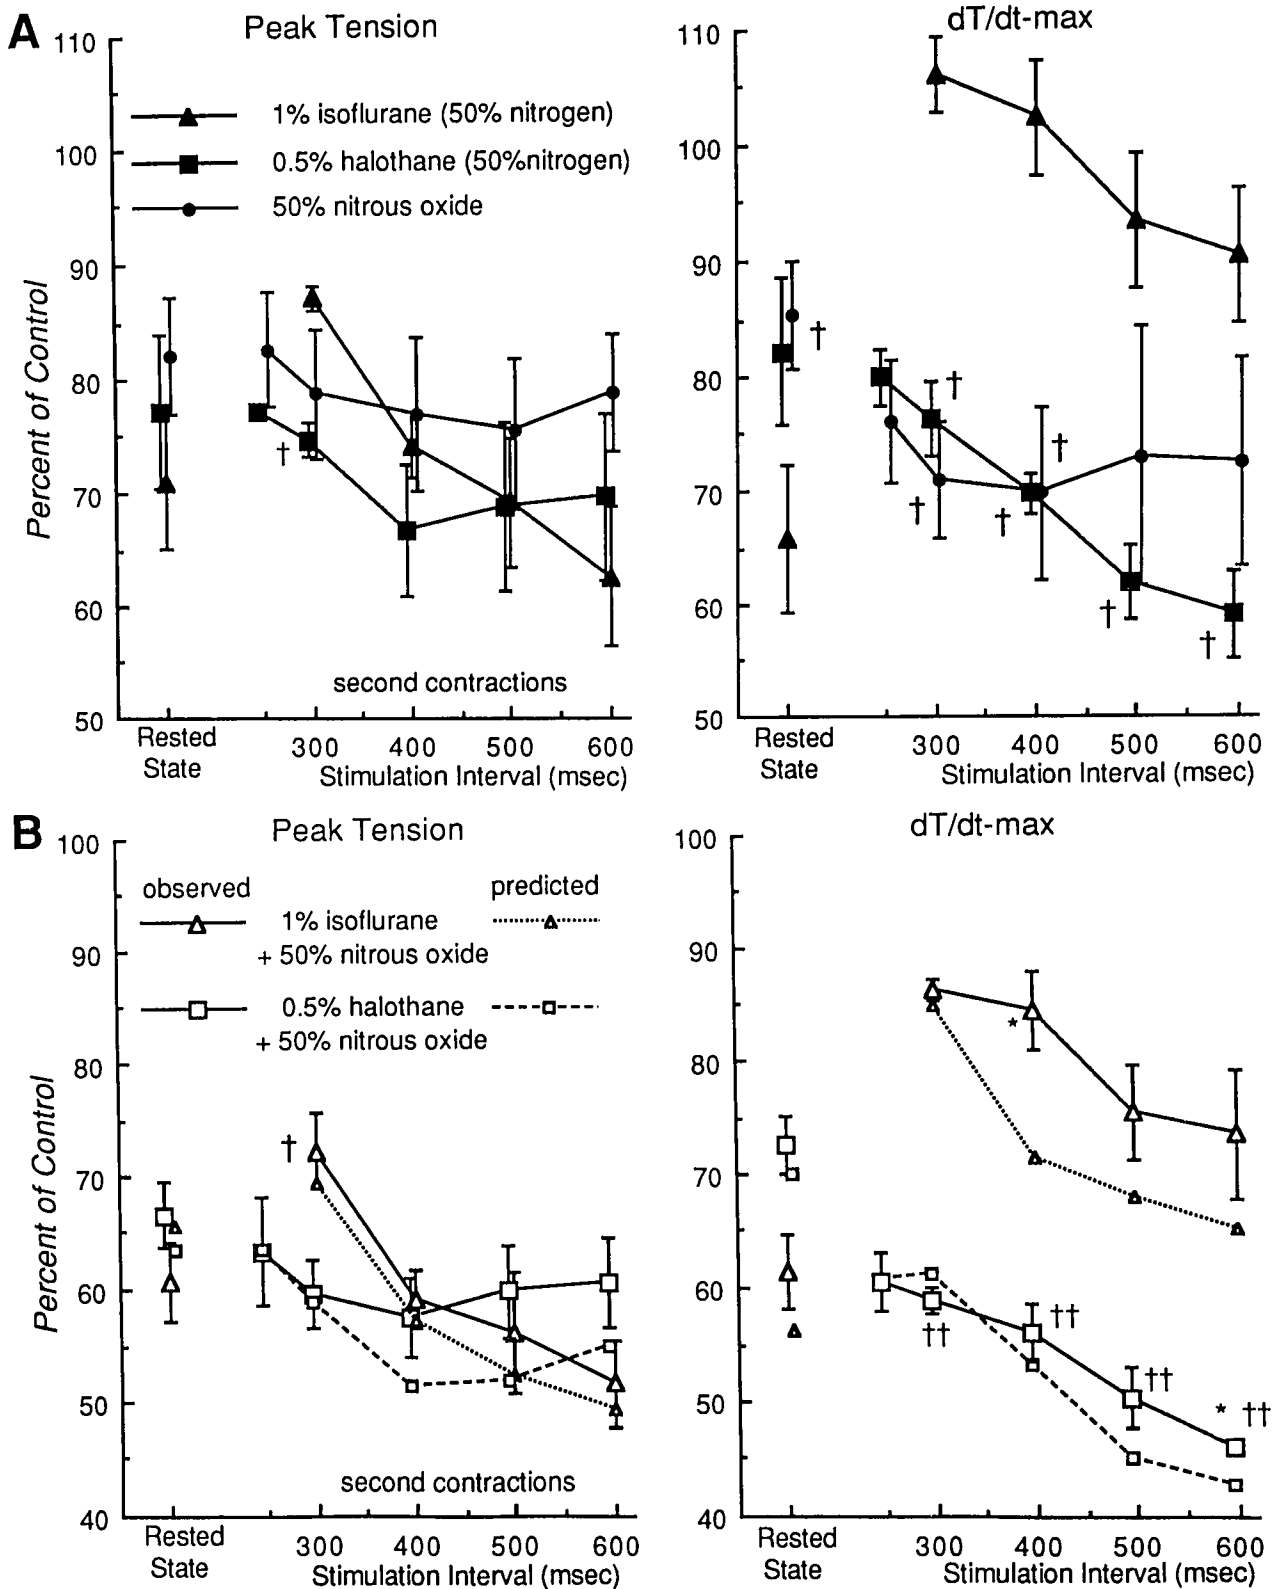 A
Peak Tension
dT/dt-max
110
100
90
80
70
60
50
Percent of Control
1% isoflurane (50% nitrogen)
0.5% halothane (50%nitrogen)
50% nitrous oxide
†
second contractions
Rested
State
300 400 500 600
Stimulation Interval (msec)
110
100
90
80
70
60
50
†
†
†
†
†
†
†
Rested
State
300 400 500 600
Stimulation Interval (msec)
B
Peak Tension
dT/dt-max
100
90
80
70
60
50
40
Percent of Control
observed predicted
1% isoflurane
+ 50% nitrous oxide
0.5% halothane
+ 50% nitrous oxide
†
second contractions
Rested
State
300 400 500 600
Stimulation Interval (msec)
100
90
80
70
60
50
40
*
††
††
††
* ††
Rested
State
300 400 500 600
Stimulation Interval (msec)